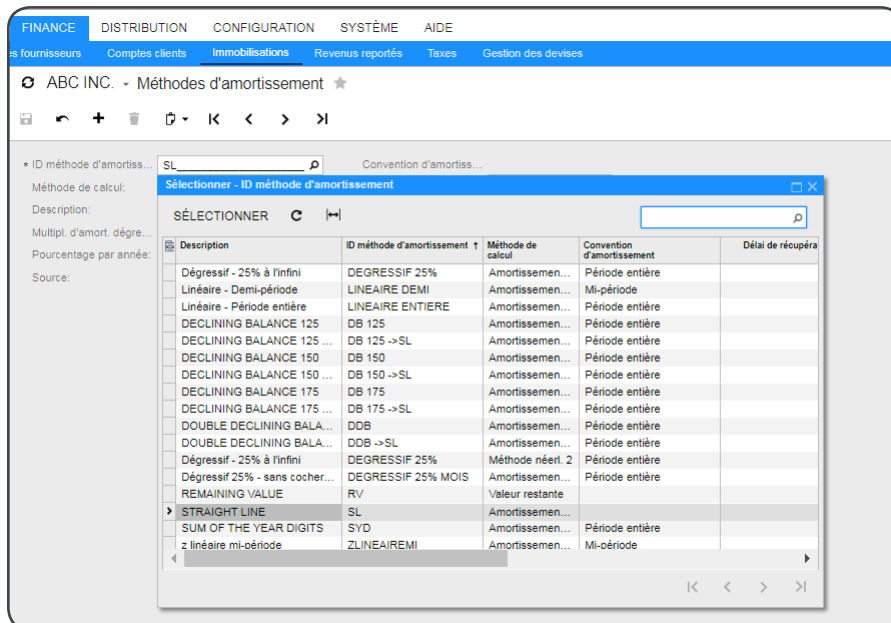 FINANCE DISTRIBUTION CONFIGURATION SYSTÈME AIDE
es fournisseurs Comptes clients Immobilisations Revenus reportés Taxes Gestion des devises
ABC INC. - Méthodes d'amortissement
* ID méthode d'amortiss... SL Convention d'amortiss...
Méthode de calcul:
Description:
Multipl. d'amort. dégre...
Pourcentage par année:
Source:
Sélectionner - ID méthode d'amortissement
SÉLECTIONNER
Description ID méthode d'amortissement ↑ Méthode de calcul Convention d'amortissement Délai de récupéra
Dégressif - 25% à l'infini DEGRESSIF 25% Amortissemen... Période entière
Linéaire - Demi-période LINEAIRE DEMI Amortissemen... Mi-période
Linéaire - Période entière LINEAIRE ENTIERE Amortissemen... Période entière
DECLINING BALANCE 125 DB 125 Amortissemen... Période entière
DECLINING BALANCE 125 ... DB 125 ->SL Amortissemen... Période entière
DECLINING BALANCE 150 DB 150 Amortissemen... Période entière
DECLINING BALANCE 150 ... DB 150 ->SL Amortissemen... Période entière
DECLINING BALANCE 175 DB 175 Amortissemen... Période entière
DECLINING BALANCE 175 ... DB 175 ->SL Amortissemen... Période entière
DOUBLE DECLINING BALA... DDB Amortissemen... Période entière
DOUBLE DECLINING BALA... DDB ->SL Amortissemen... Période entière
Dégressif - 25% à l'infini DEGRESSIF 25% Méthode néerl. 2 Période entière
Dégressif 25% - sans cocher... DEGRESSIF 25% MOIS Amortissemen... Période entière
REMAINING VALUE RV Valeur restante
STRAIGHT LINE SL Amortissemen...
SUM OF THE YEAR DIGITS SYD Amortissemen... Période entière
z linéaire mi-période ZLINEAIREMI Amortissemen... Mi-période